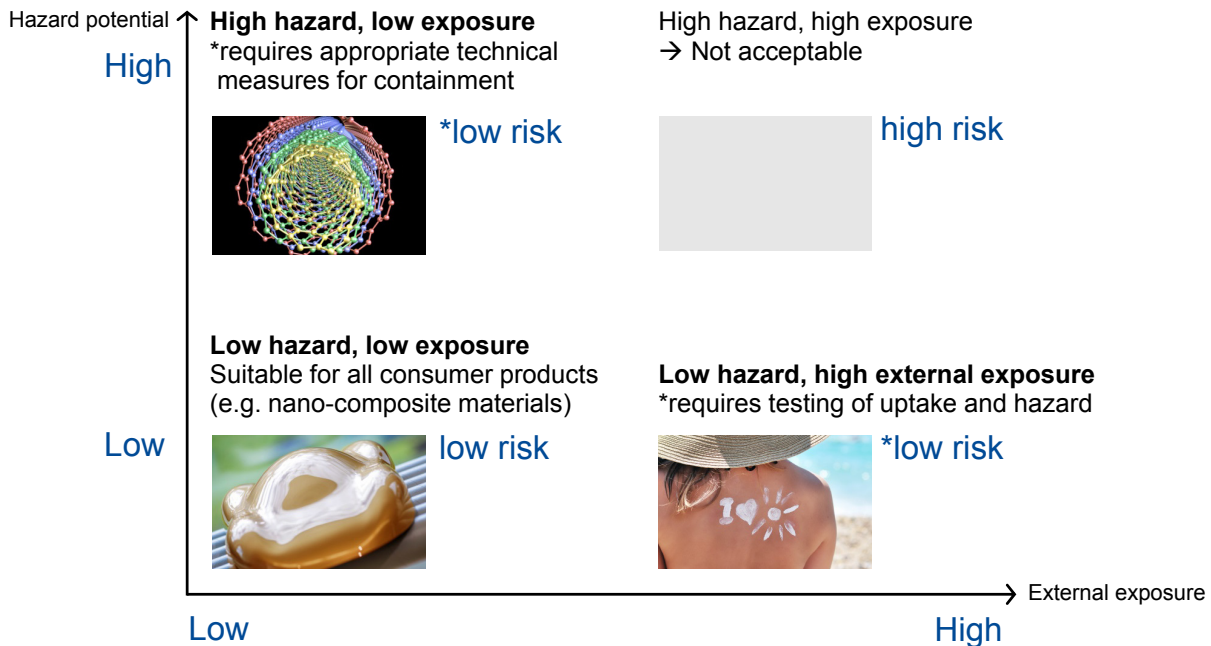 Hazard potential
High
High hazard, low exposure
*requires appropriate technical
measures for containment
*low risk
High hazard, high exposure
→ Not acceptable
high risk
Low hazard, low exposure
Suitable for all consumer products
(e.g. nano-composite materials)
Low
low risk
Low hazard, high external exposure
*requires testing of uptake and hazard
*low risk
I
External exposure
Low
High